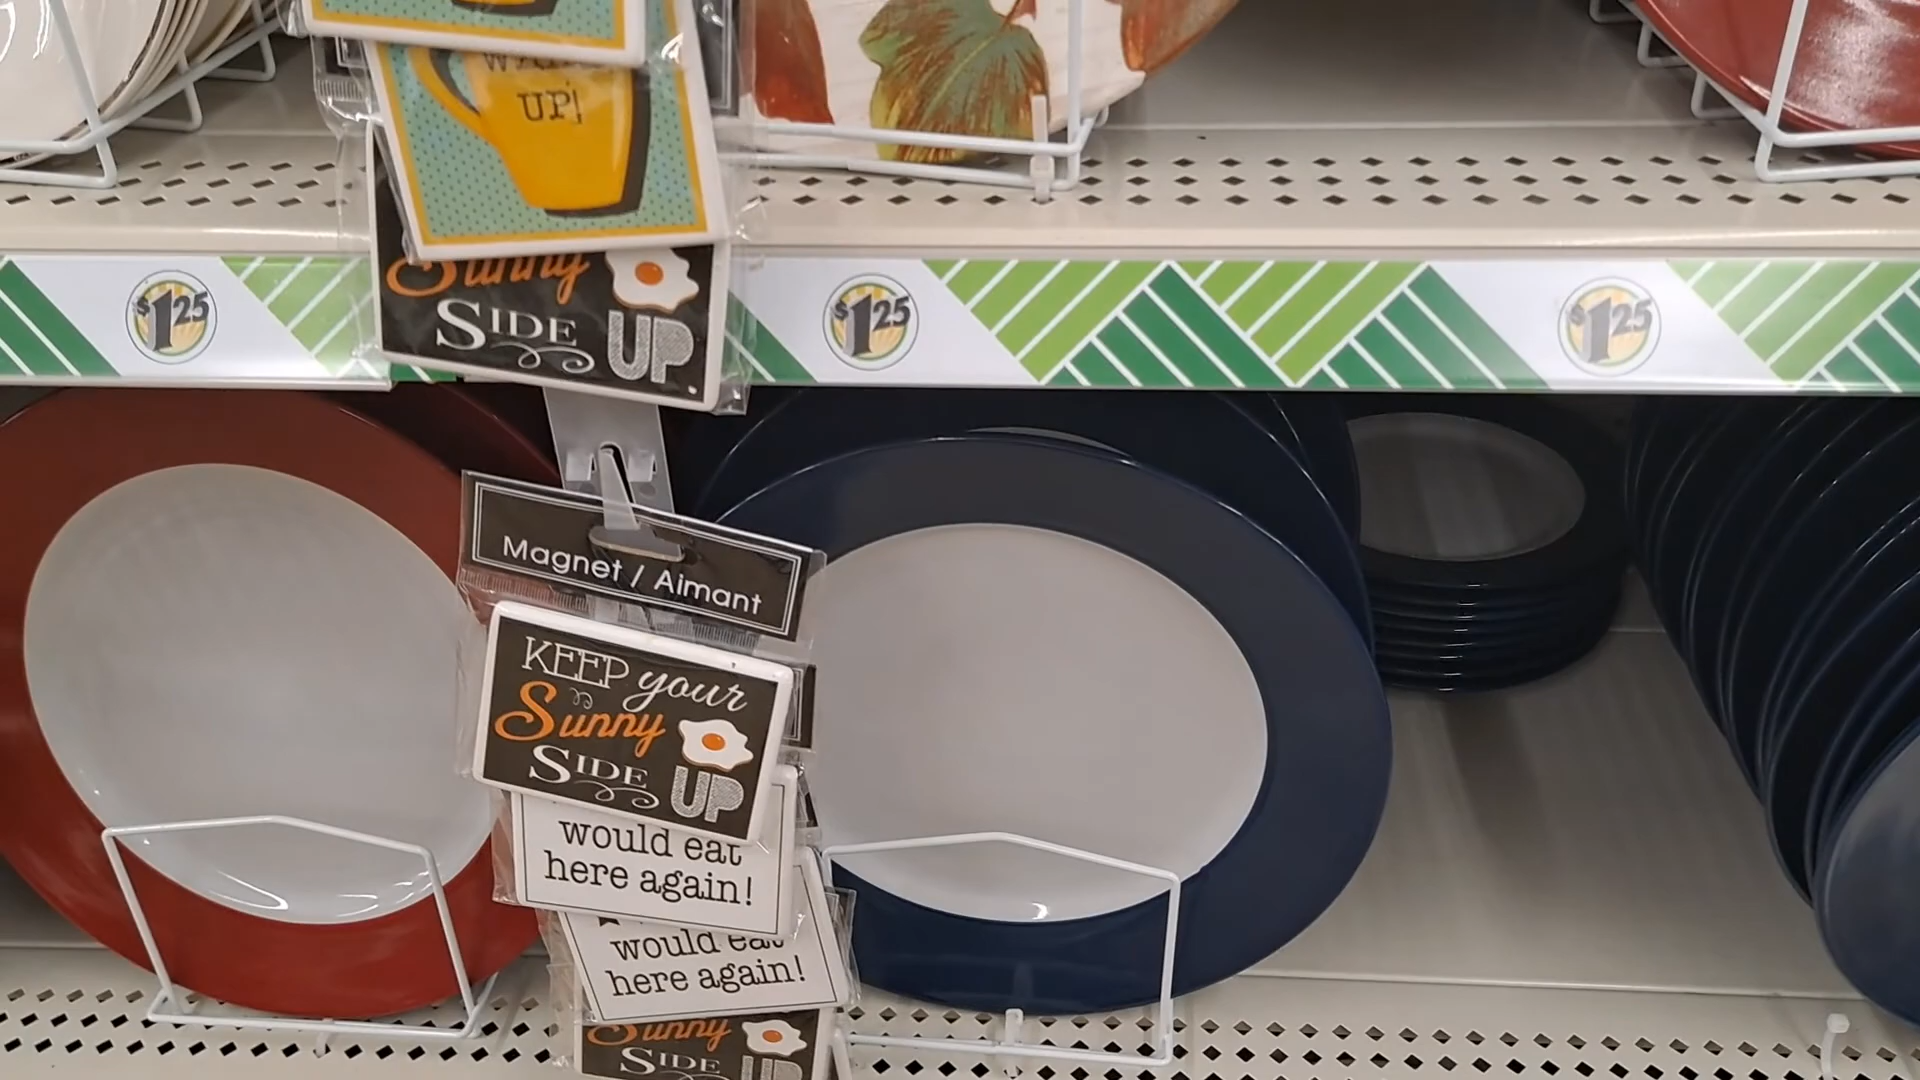 UP!
Sunny
SIDE UP
$1.25
$1.25
$1.25
Magnet / Aimant
KEEP your
Sunny
SIDE UP
would eat
here again!
would eat
here again!
Sunny
SIDE UP